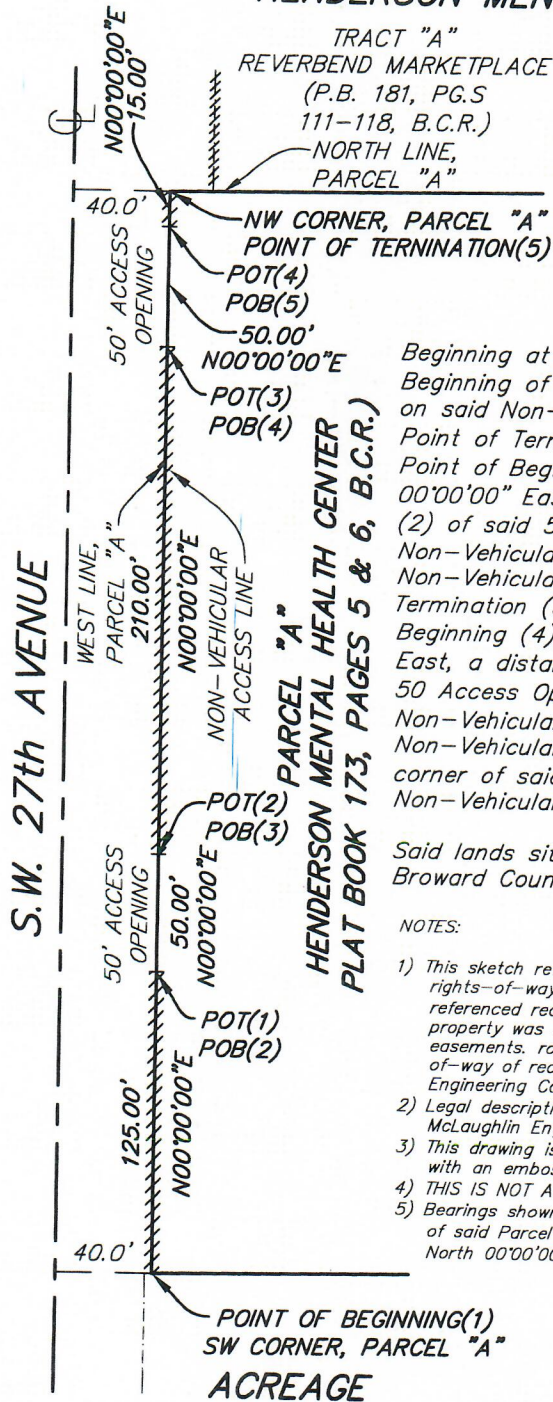 TRACT "A"
REVERBEND MARKETPLACE
(P.B. 181, PG.S
111-118, B.C.R.)
NORTH LINE,
PARCEL "A"
N00°00'00"E
15.00'
40.0'
NW CORNER, PARCEL "A"
POINT OF TERNINATION(5)
50' ACCESS
OPENING
POT(4)
POB(5)
50.00'
N00°00'00"E
POT(3)
POB(4)
S.W. 27th AVENUE
WEST LINE,
PARCEL "A"
210.00'
N00°00'00"E
NON-VEHICULAR
ACCESS LINE
PARCEL "A"
HENDERSON MENTAL HEALTH CENTER
PLAT BOOK 173, PAGES 5 & 6, B.C.R.)
POT(2)
POB(3)
50' ACCESS
OPENING
50.00'
N00°00'00"E
POT(1)
POB(2)
125.00'
N00°00'00"E
40.0'
POINT OF BEGINNING(1)
SW CORNER, PARCEL "A"
ACREAGE
Beginning at
Beginning of
on said Non-
Point of Tern
Point of Beg
00°00'00" Eas
(2) of said 5
Non-Vehicular
Non-Vehicular
Termination (
Beginning (4)
East, a distan
50 Access Op
Non-Vehicular
Non-Vehicular
corner of said
Non-Vehicular
Said lands sit
Broward Coun
NOTES:
1) This sketch re
rights-of-way
referenced rec
property was
easements. ro
of-way of rec
Engineering Co
2) Legal descripti
McLaughlin Eng
3) This drawing is
with an embos
4) THIS IS NOT A
5) Bearings shown
of said Parcel
North 00°00'00